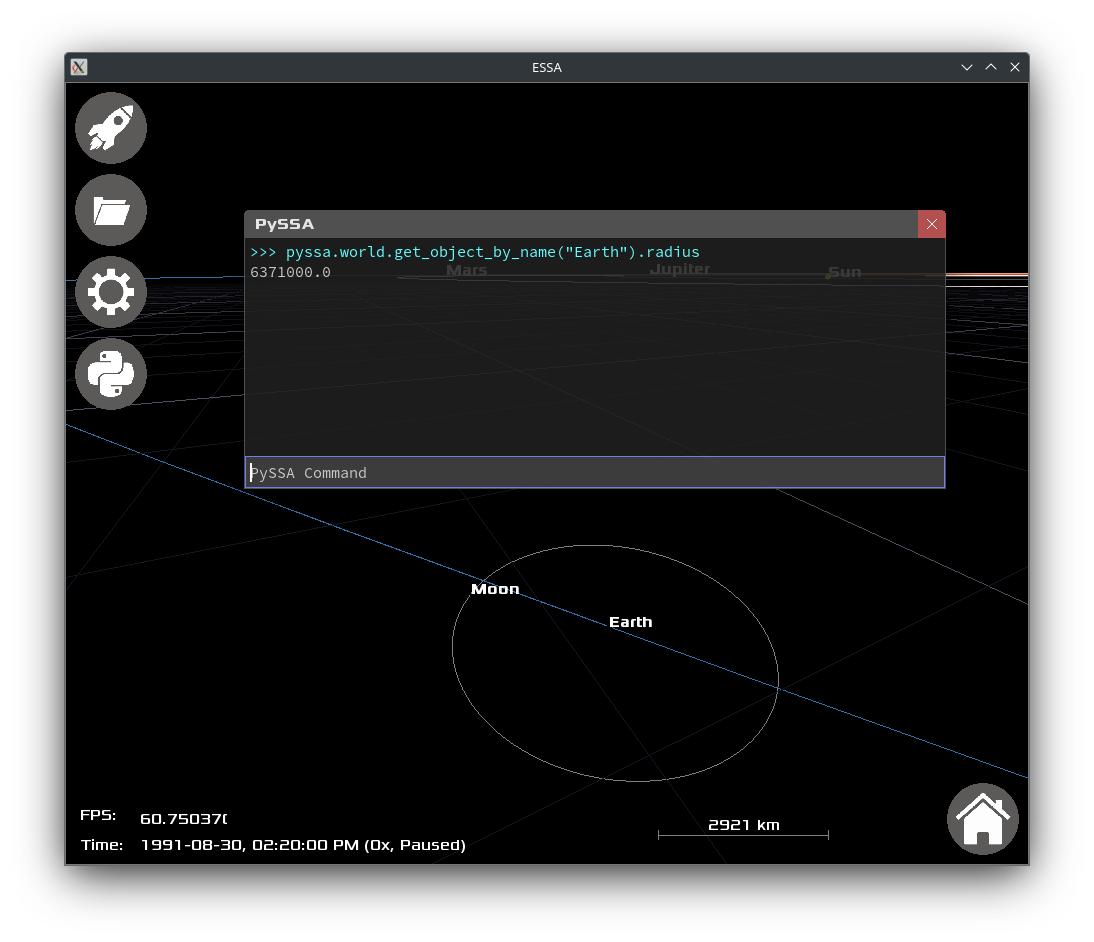 ESSA
PySSA
>>> pyssa.world.get_object_by_name("Earth").radius
6371000.0
Mars
Jupiter
Sun
PySSA Command
Moon
Earth
FPS: 60.75037
2921 km
Time: 1991-08-30, 02:20:00 PM (0x, Paused)